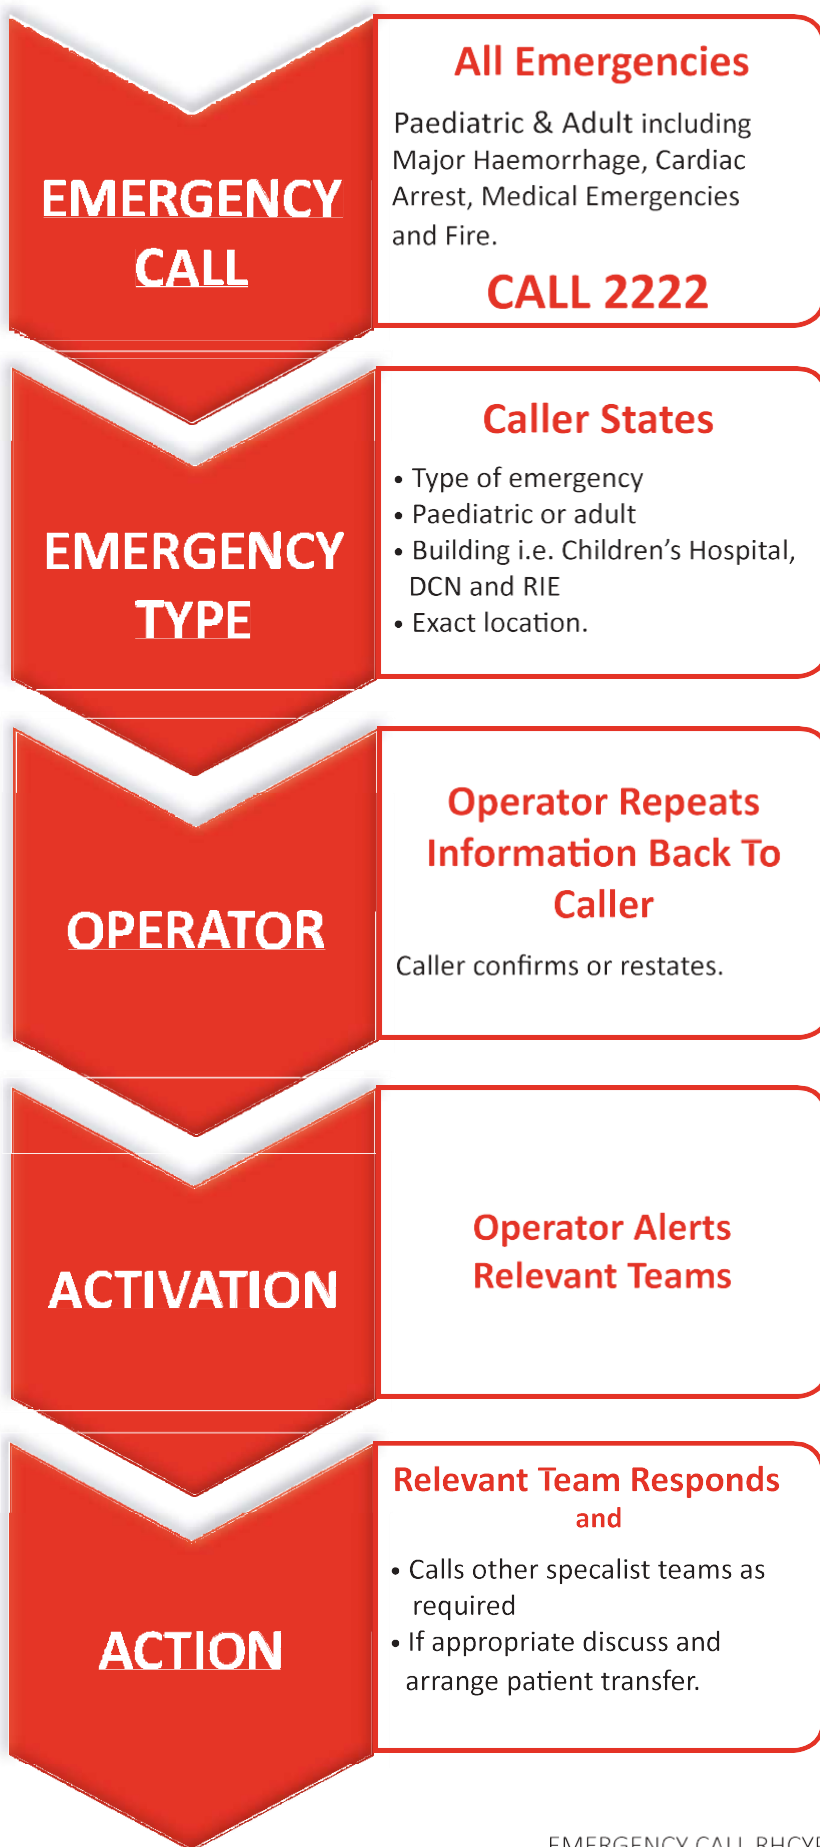 EMERGENCY
CALL
All Emergencies
Paediatric & Adult including
Major Haemorrhage, Cardiac
Arrest, Medical Emergencies
and Fire.
CALL 2222
EMERGENCY
TYPE
Caller States
• Type of emergency
• Paediatric or adult
• Building i.e. Children’s Hospital,
DCN and RIE
• Exact location.
OPERATOR
Operator Repeats
Information Back To
Caller
Caller confirms or restates.
ACTIVATION
Operator Alerts
Relevant Teams
ACTION
Relevant Team Responds
and
• Calls other specalist teams as
required
• If appropriate discuss and
arrange patient transfer.
EMERGENCY CALL